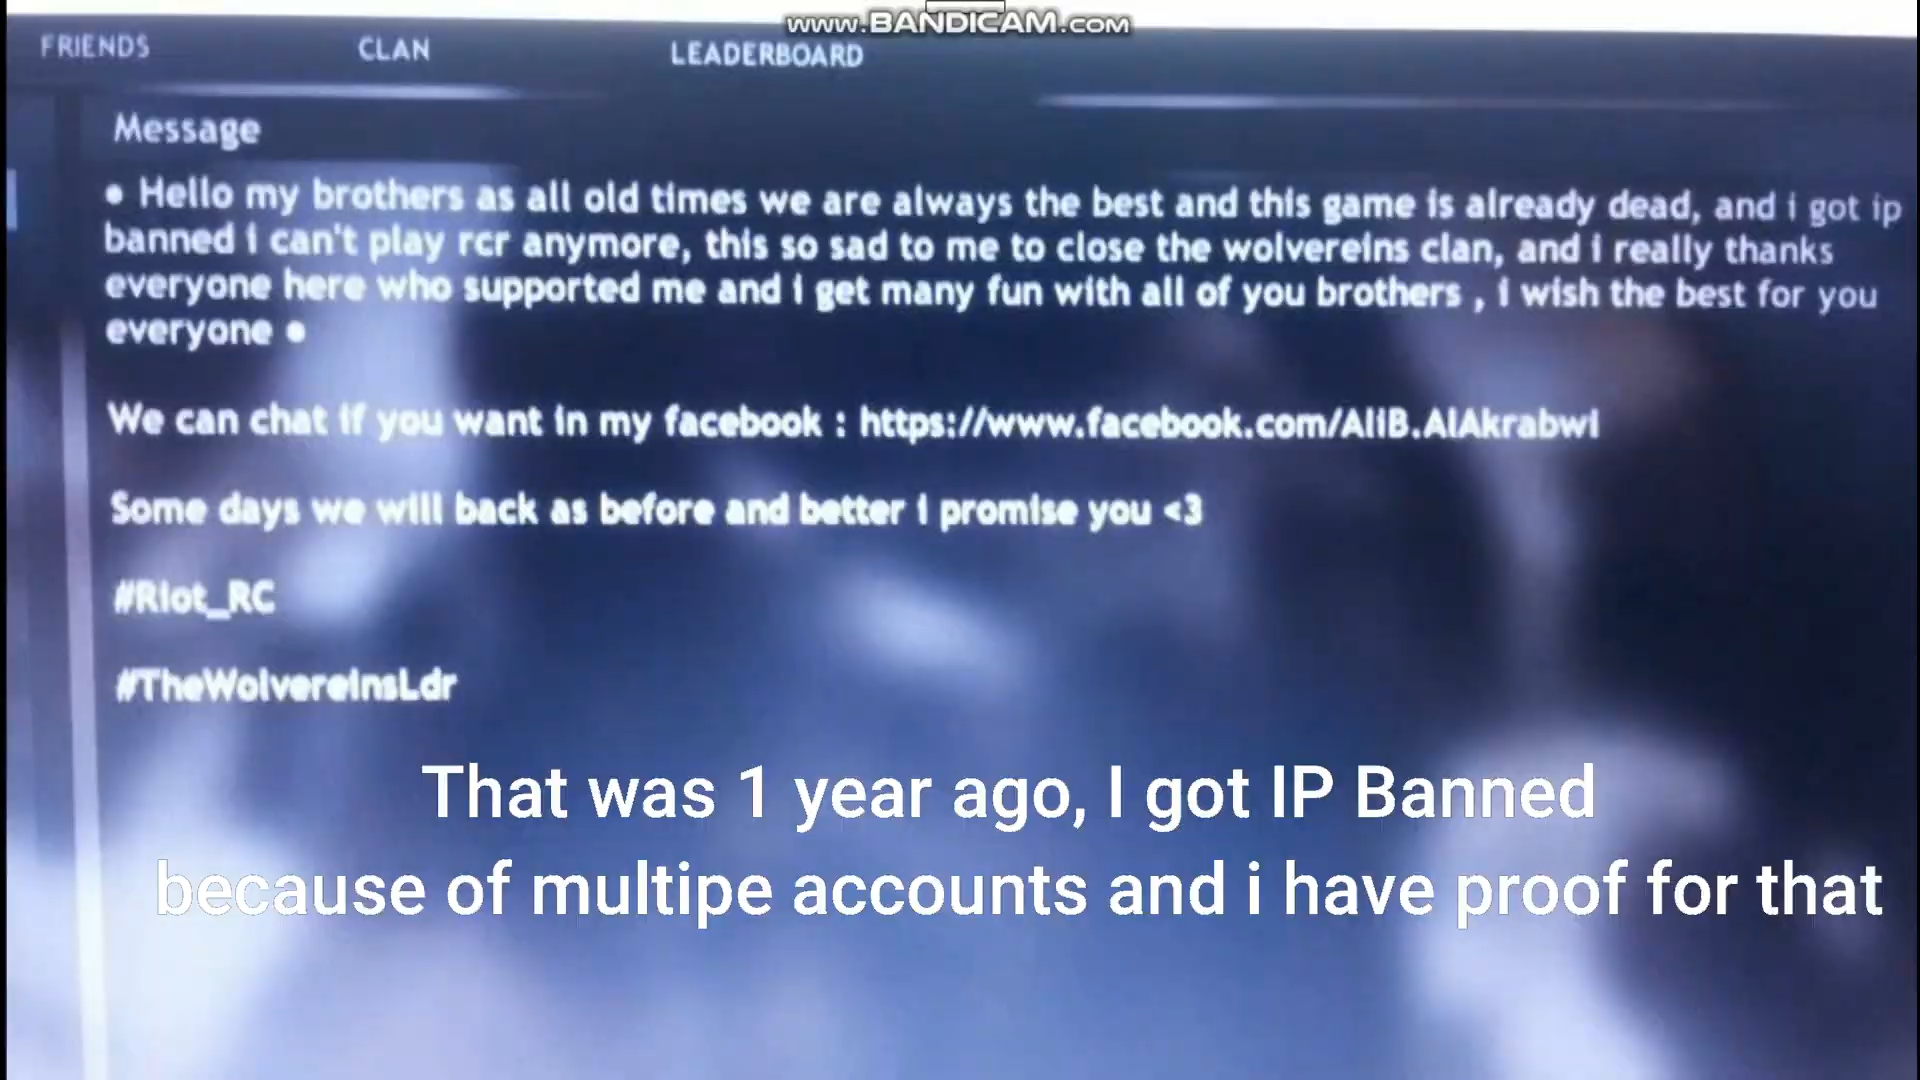 www.BANDICAM.com
FRIENDS CLAN LEADERBOARD
Message
• Hello my brothers as all old times we are always the best and this game is already dead, and i got ip
banned i can't play rcr anymore, this so sad to me to close the wolvereins clan, and i really thanks
everyone here who supported me and i get many fun with all of you brothers , i wish the best for you
everyone •
We can chat if you want in my facebook : https://www.facebook.com/AliB.AlAkrabwi
Some days we will back as before and better i promise you <3
#Riot_RC
#TheWolvereinsLdr
That was 1 year ago, I got IP Banned
because of multipe accounts and i have proof for that